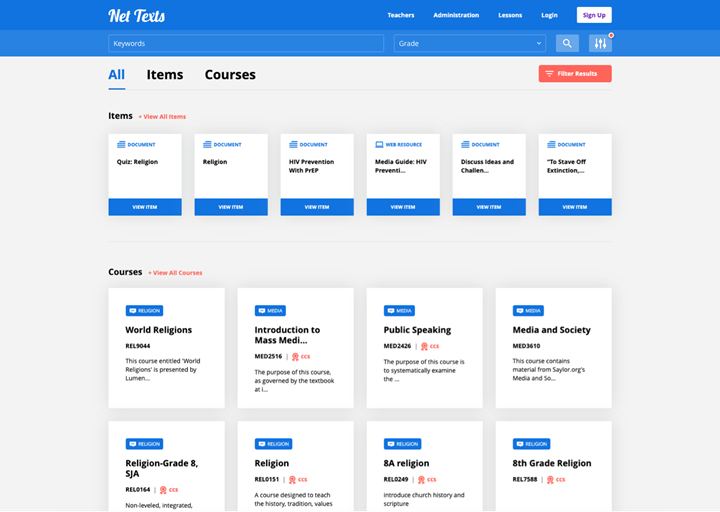 Net Texts
Teachers Administration Lessons Login Sign Up
Keywords Grade
All Items Courses Filter Results
Items + View All Items
DOCUMENT
Quiz: Religion
VIEW ITEM
DOCUMENT
Religion
VIEW ITEM
DOCUMENT
HIV Prevention
With PrEP
VIEW ITEM
WEB RESOURCE
Media Guide: HIV
Preventi...
VIEW ITEM
DOCUMENT
Discuss Ideas and
Challen...
VIEW ITEM
DOCUMENT
"To Stave Off
Extinction,...
VIEW ITEM
Courses + View All Courses
RELIGION
World Religions
REL9044
This course entitled 'World
Religions' is presented by
Lumen...
MEDIA
Introduction to
Mass Medi...
MED2516 | CCS
The purpose of this course,
as governed by the textbook
at i...
MEDIA
Public Speaking
MED2426 | CCS
The purpose of this course is
to systematically examine
the ...
MEDIA
Media and Society
MED3610
This course contains
material from Saylor.org's
Media and So...
RELIGION
Religion-Grade 8,
SJA
REL0164 | CCS
Non-leveled, integrated,
RELIGION
Religion
REL0151 | CCS
A course designed to teach
the history, tradition, values
RELIGION
8A religion
REL0249 | CCS
introduce church history and
scripture
RELIGION
8th Grade Religion
REL7588 | CCS